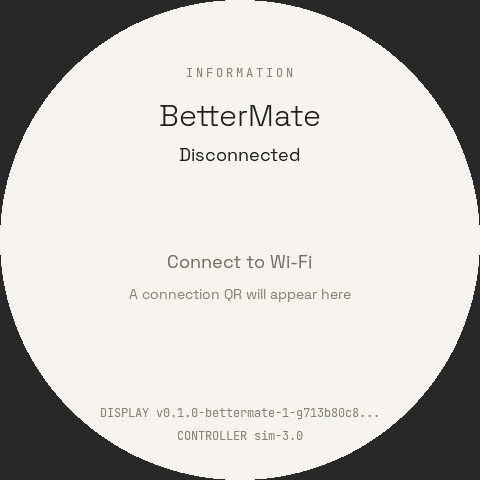 INFORMATION
BetterMate
Disconnected
Connect to Wi-Fi
A connection QR will appear here
DISPLAY v0.1.0-bettermate-1-g713b80c8...
CONTROLLER sim-3.0